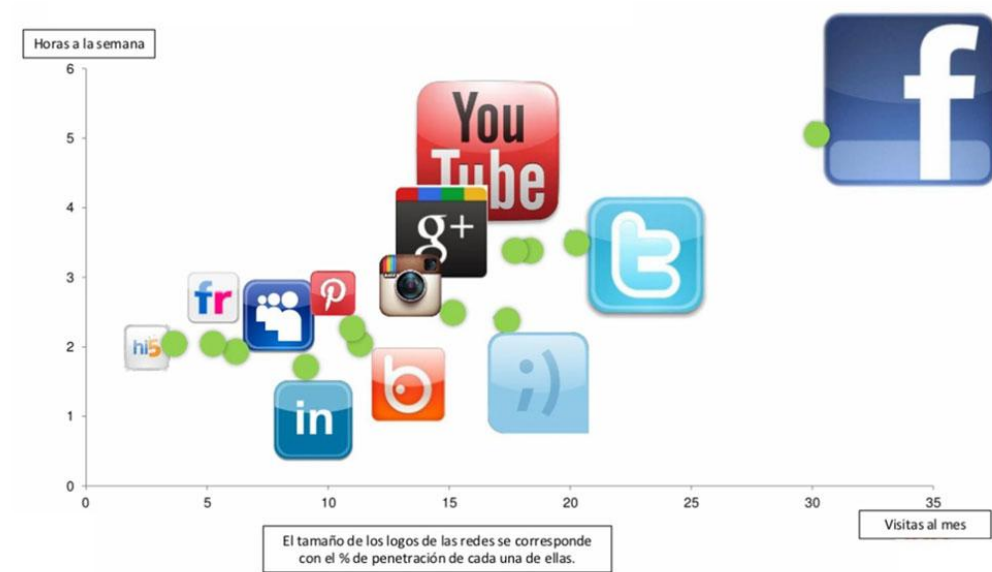 Horas a la semana
6
5
4
3
2
1
0
0 5 10 15 20 25 30 35
Visitas al mes
You
Tube
g+
f
fr
hi5
in
El tamaño de los logos de las redes se corresponde
con el % de penetración de cada una de ellas.